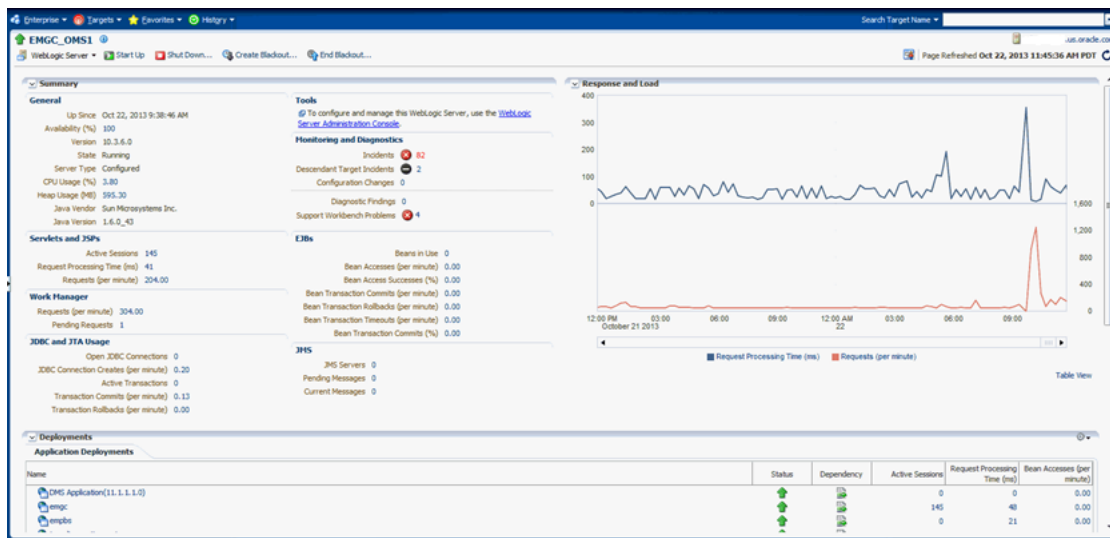 Enterprise Targets Favorites History Search Target Name
EMGC_OMS1 .us.oracle.co
WebLogic Server Start Up Shut Down... Create Blackout... End Blackout... Page Refreshed Oct 22, 2013 11:45:36 AM PDT
Summary
General
Up Since Oct 22, 2013 9:38:46 AM
Availability (%) 100
Version 10.3.6.0
State Running
Server Type Configured
CPU Usage (%) 3.80
Heap Usage (MB) 595.30
Java Vendor Sun Microsystems Inc.
Java Version 1.6.0_43
Servlets and JSPs
Active Sessions 145
Request Processing Time (ms) 41
Requests (per minute) 204.00
Work Manager
Requests (per minute) 304.00
Pending Requests 1
JDBC and JTA Usage
Open JDBC Connections 0
JDBC Connection Creates (per minute) 0.20
Active Transactions 0
Transaction Commits (per minute) 0.13
Transaction Rollbacks (per minute) 0.00
Tools
To configure and manage this WebLogic Server, use the WebLogic
Server Administration Console.
Monitoring and Diagnostics
Incidents 82
Descendant Target Incidents 2
Configuration Changes 0
Diagnostic Findings 0
Support Workbench Problems 4
EJBs
Beans in Use 0
Bean Accesses (per minute) 0.00
Bean Access Successes (%) 0.00
Bean Transaction Commits (per minute) 0.00
Bean Transaction Rollbacks (per minute) 0.00
Bean Transaction Timeouts (per minute) 0.00
Bean Transaction Commits (%) 0.00
JMS
JMS Servers 0
Pending Messages 0
Current Messages 0
Response and Load
400
300
200
100
0 1,600
1,200
800
400
0
12:00 PM 03:00 06:00 09:00 12:00 AM 03:00 06:00 09:00
October 21 2013 22
Request Processing Time (ms) Requests (per minute)
Table View
Deployments
Application Deployments
Name Status Dependency Active Sessions Request Processing Time (ms) Bean Accesses (per minute)
DMS Application(11.1.1.1.0) 0 0 0.00
emgc 145 48 0.00
empbs 0 21 0.00